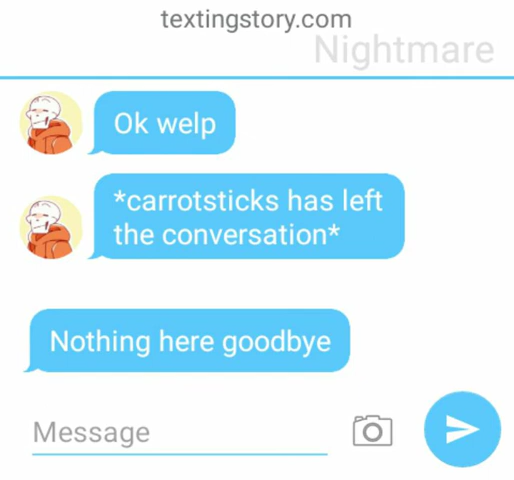 textingstory.com
Nightmare
Ok welp
*carrotsticks has left
the conversation*
Nothing here goodbye
Message